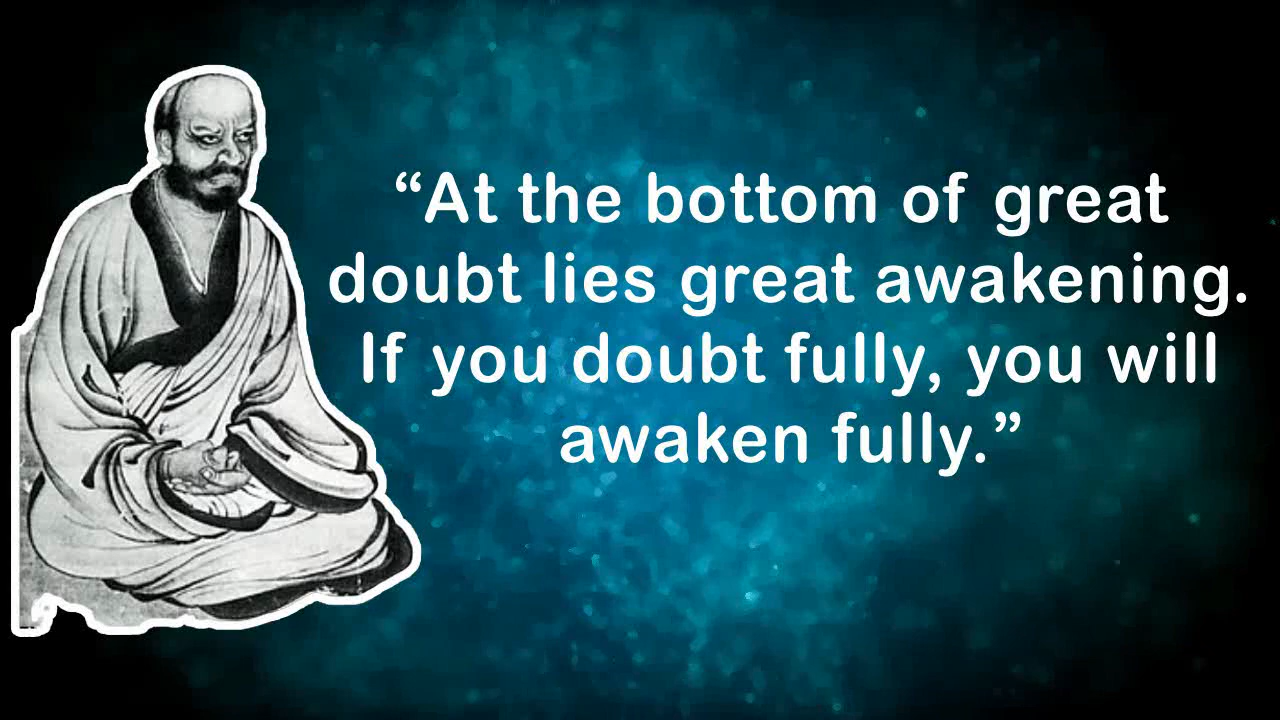 “At the bottom of great
doubt lies great awakening.
If you doubt fully, you will
awaken fully.”